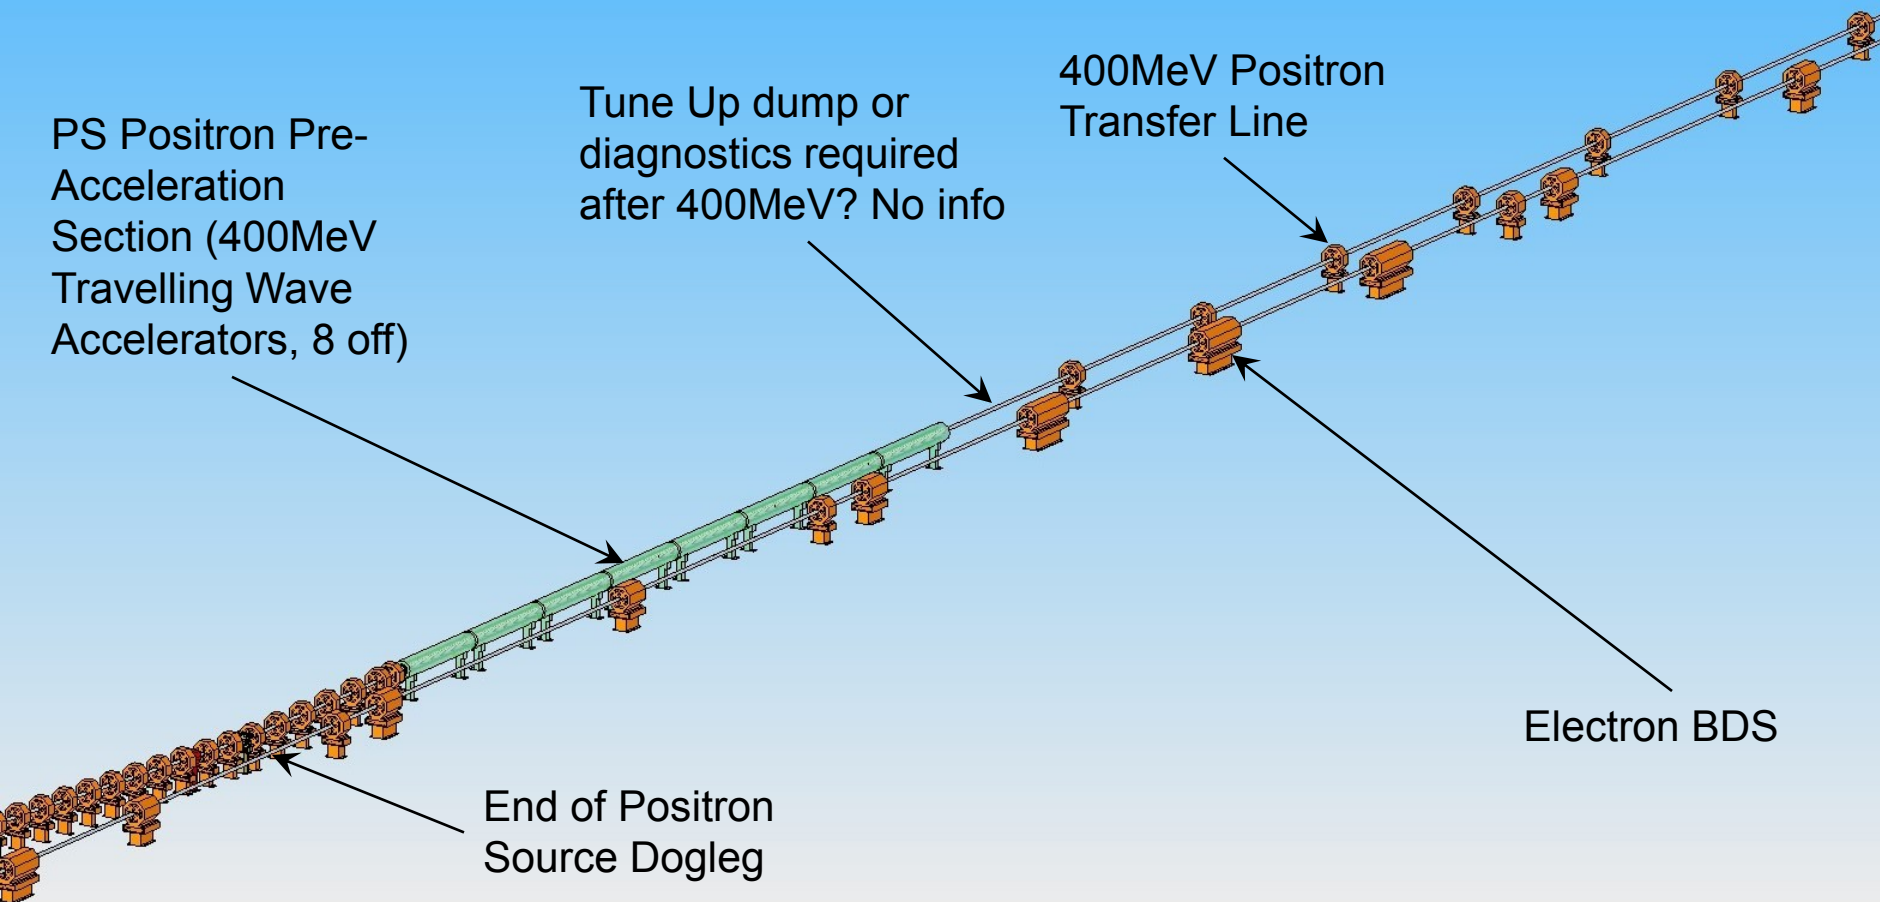 PS Positron Pre-
Acceleration
Section (400MeV
Travelling Wave
Accelerators, 8 off)
Tune Up dump or
diagnostics required
after 400MeV? No info
400MeV Positron
Transfer Line
Electron BDS
End of Positron
Source Dogleg